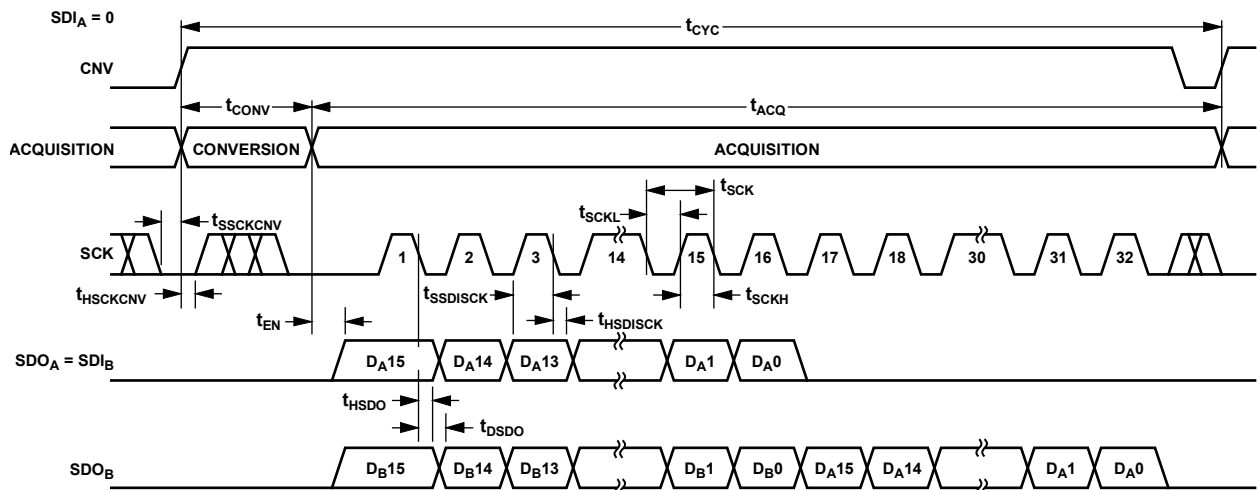 SDIA = 0
tCYC
CNV
tCONV
tACQ
ACQUISITION
CONVERSION
ACQUISITION
tSCK
tSCKL
tSSCKCNV
SCK
1
2
3
14
15
16
17
18
30
31
32
tHSCKCNV
tSSDISCK
tSCKH
tEN
tHSDISCK
SDOA = SDIB
DA15
DA14
DA13
DA1
DA0
tHSDO
tDSDO
SDOB
DB15
DB14
DB13
DB1
DB0
DA15
DA14
DA1
DA0